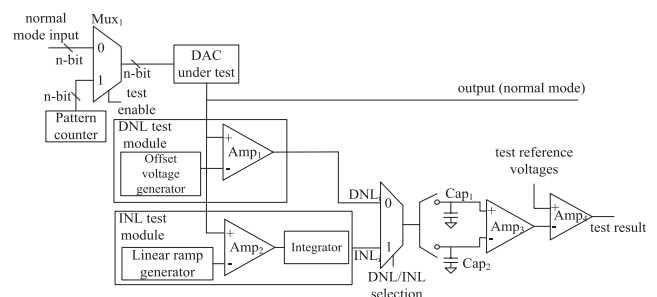 normal
mode input
n-bit
Mux1
0
1
n-bit
n-bit
test
enable
Pattern
counter
DAC
under test
output (normal mode)
DNL test
module
Offset
voltage
generator
+
-
Amp1
INL test
module
Linear ramp
generator
+
-
Amp2
Integrator
DNLi
0
INLi
1
DNL/INL
selection
Cap1
Cap2
+
-
Amp3
test reference
voltages
+
-
Amp4
test result